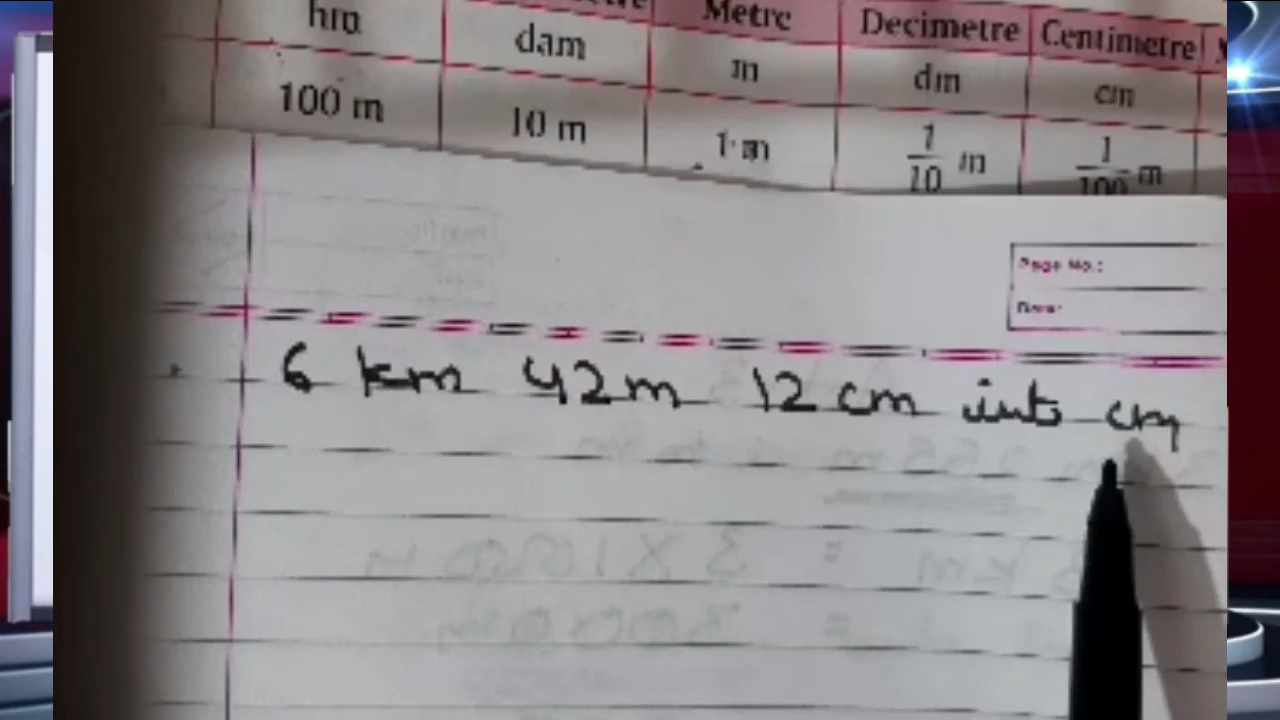 Metre Decimetre Centimetre
hm dam m dm cm
100 m 10 m 1 m 1/10 m 1/100 m
Page No.:
Date:
6 km 42m 12 cm into cm